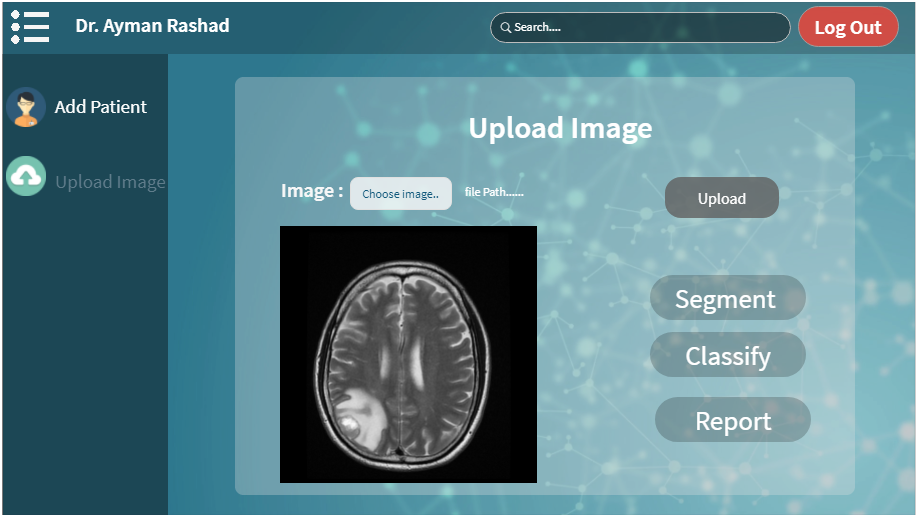 Dr. Ayman Rashad
Search....
Log Out
Add Patient
Upload Image
Upload Image
Image :
Choose image..
file Path......
Upload
Segment
Classify
Report